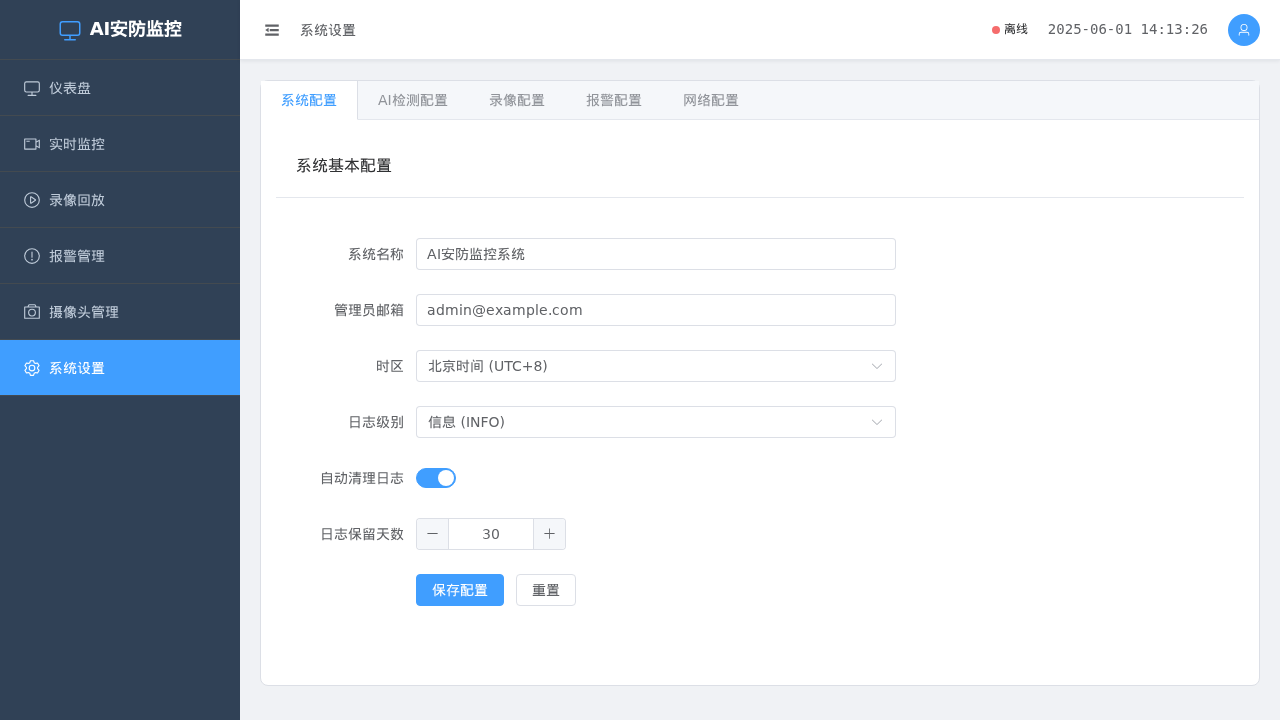 AI安防监控
仪表盘
实时监控
录像回放
报警管理
摄像头管理
系统设置
系统设置
离线 2025-06-01 14:13:26
系统配置 AI检测配置 录像配置 报警配置 网络配置
系统基本配置
系统名称 AI安防监控系统
管理员邮箱 admin@example.com
时区 北京时间 (UTC+8)
日志级别 信息 (INFO)
自动清理日志
日志保留天数 30
保存配置 重置